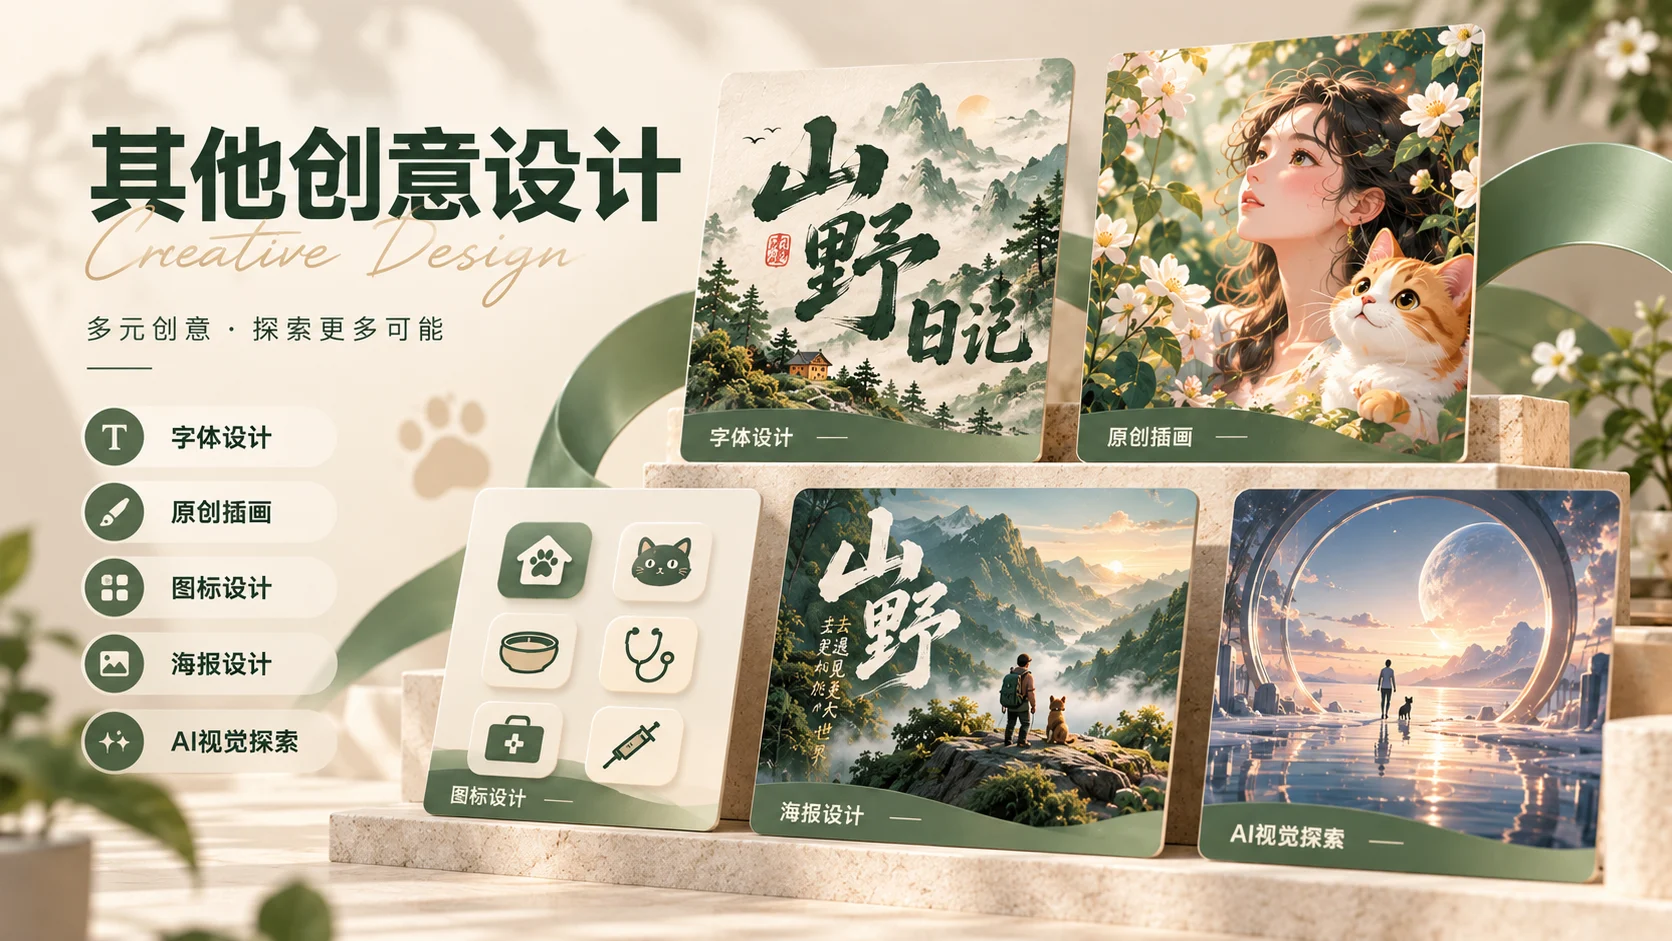 其他创意设计
Creative Design
多元创意 · 探索更多可能
T
字体设计
原创插画
图标设计
海报设计
AI视觉探索
山野日记
字体设计
原创插画
图标设计
山野
海报设计
AI视觉探索